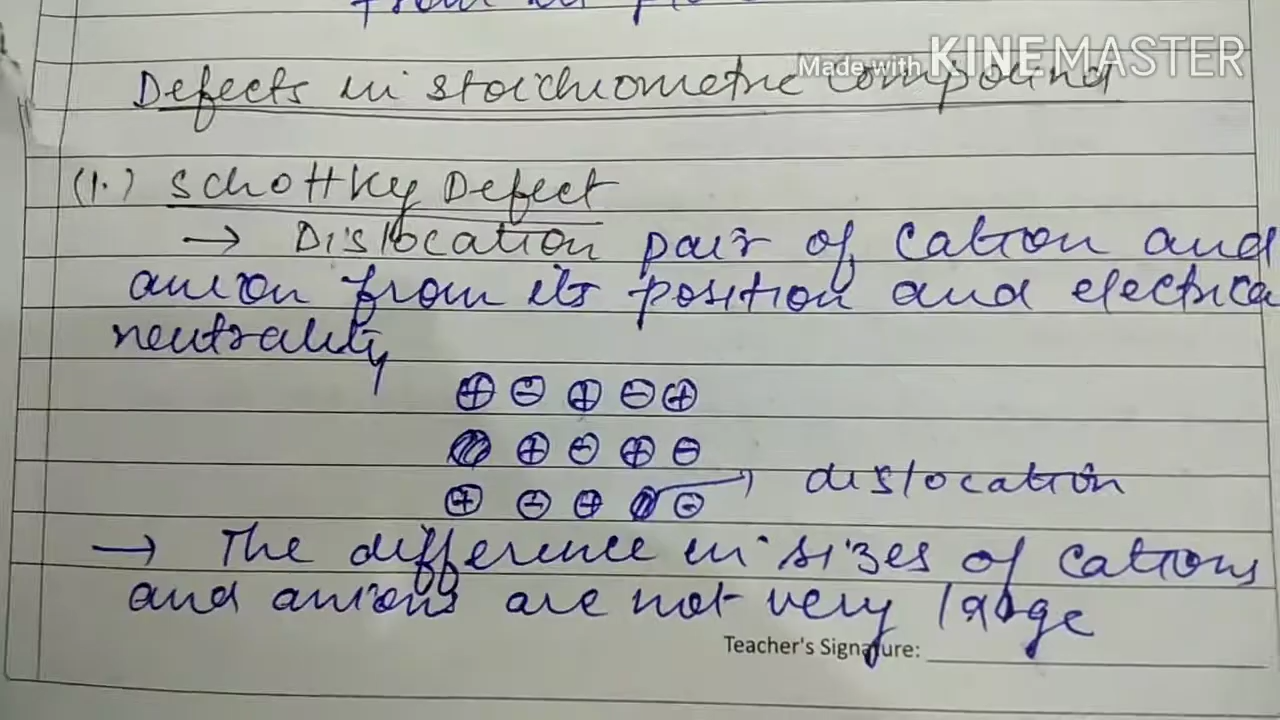 Made with KINEMASTER
Defects in stoichiometric compound
(1.) Schottky Defect
→ Dislocation pair of cation and
anion from its position and electrica
neutrality
⊕ ⊖ ⊕ ⊖ ⊕
⊕ ⊖ ⊕ ⊖
⊕ ⊖ ⊕ ⊖ dislocation
→ The difference in sizes of cations
and anions are not very large
Teacher's Signature: